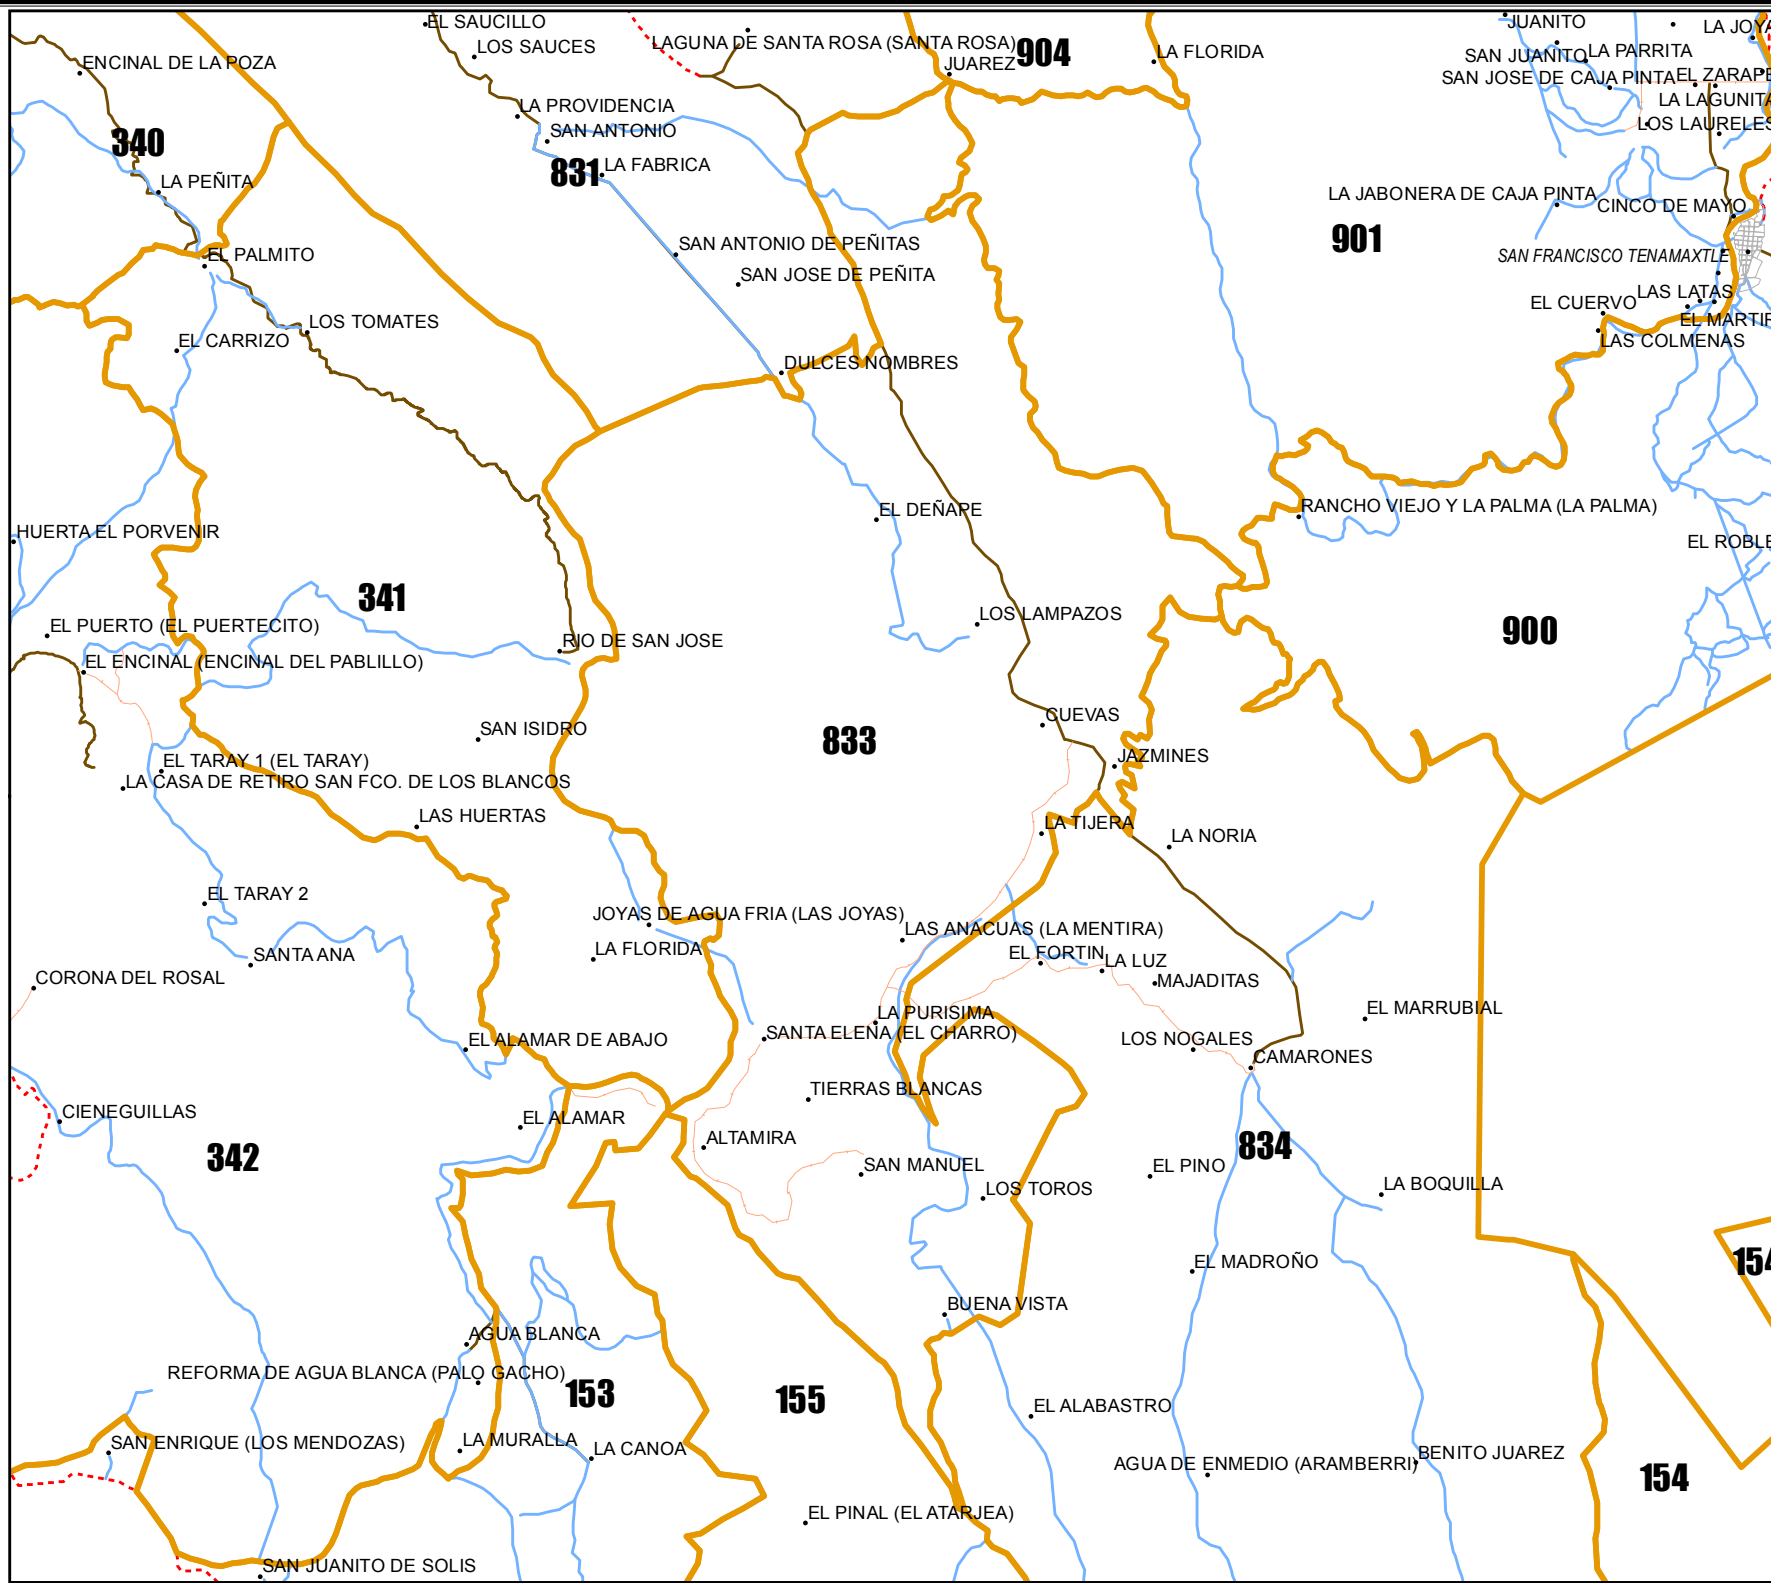 EL SAUCILLO
JUANITO
LA JOYA
LOS SAUCES
LAGUNA DE SANTA ROSA (SANTA ROSA)
904
LA FLORIDA
SAN JUANITO
LA PARRITA
ENCINAL DE LA POZA
JUAREZ
SAN JOSE DE CAJA PINTA
EL ZARAPE
LA PROVIDENCIA
LA LAGUNITA
SAN ANTONIO
LOS LAURELES
340
831
LA FABRICA
LA PEÑITA
LA JABONERA DE CAJA PINTA
CINCO DE MAYO
901
SAN ANTONIO DE PEÑITAS
EL PALMITO
SAN FRANCISCO TENAMAXTLE
SAN JOSE DE PEÑITA
LAS LATAS
EL CUERVO
LOS TOMATES
EL MARTIR
EL CARRIZO
LAS COLMENAS
DULCES NOMBRES
EL DEÑAPE
RANCHO VIEJO Y LA PALMA (LA PALMA)
HUERTA EL PORVENIR
EL ROBLE
341
LOS LAMPAZOS
EL PUERTO (EL PUERTECITO)
900
RIO DE SAN JOSE
EL ENCINAL (ENCINAL DEL PABLILLO)
CUEVAS
SAN ISIDRO
833
JAZMINES
EL TARAY 1 (EL TARAY)
LA CASA DE RETIRO SAN FCO. DE LOS BLANCOS
LAS HUERTAS
LA TIJERA
LA NORIA
EL TARAY 2
JOYAS DE AGUA FRIA (LAS JOYAS)
LAS ANACUAS (LA MENTIRA)
LA FLORIDA
EL FORTIN
SANTA ANA
LA LUZ
CORONA DEL ROSAL
MAJADITAS
EL MARRUBIAL
LA PURISIMA
SANTA ELENA (EL CHARRO)
EL ALAMAR DE ABAJO
LOS NOGALES
CAMARONES
TIERRAS BLANCAS
CIENEGUILLAS
EL ALAMAR
ALTAMIRA
834
342
SAN MANUEL
EL PINO
LOS TOROS
LA BOQUILLA
EL MADROÑO
154
BUENA VISTA
AGUA BLANCA
REFORMA DE AGUA BLANCA (PALO GACHO)
153
155
EL ALABASTRO
SAN ENRIQUE (LOS MENDOZAS)
LA MURALLA
LA CANOA
BENITO JUAREZ
AGUA DE ENMEDIO (ARAMBERRI)
154
EL PINAL (EL ATARJEA)
SAN JUANITO DE SOLIS